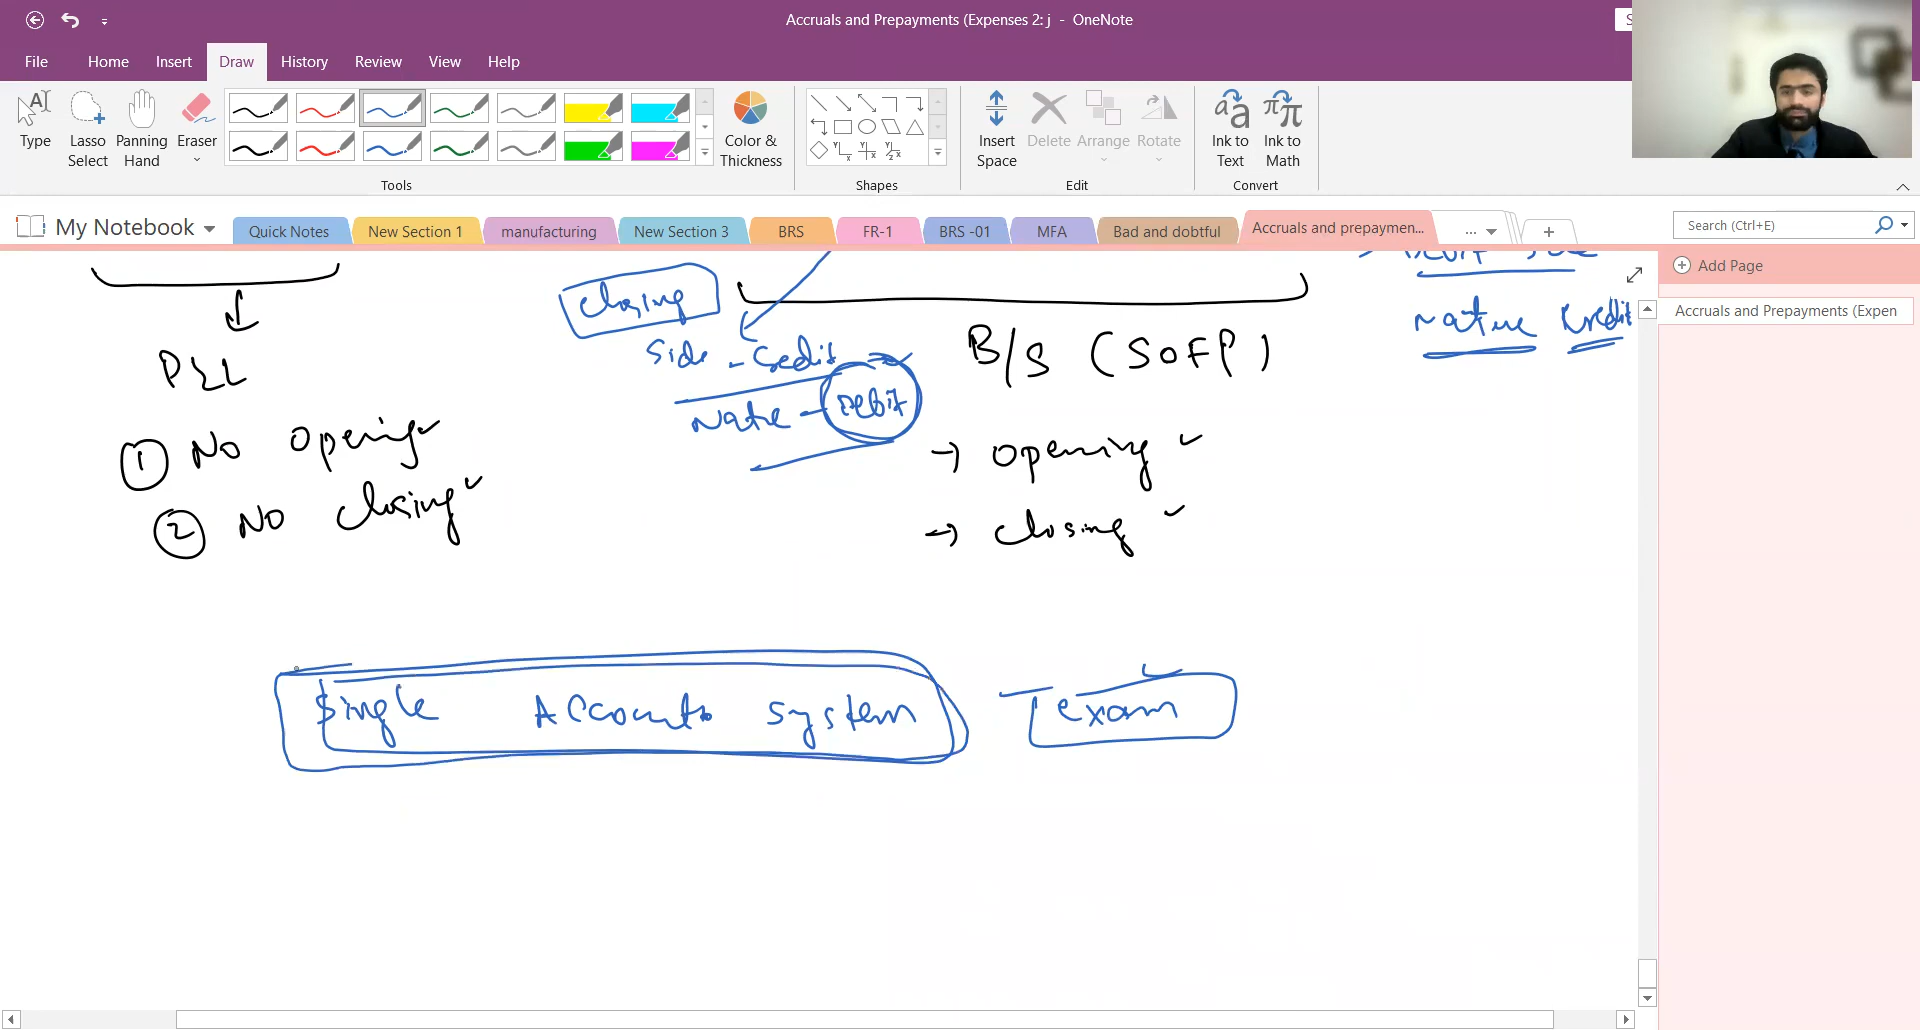 Accruals and Prepayments (Expenses 2: j - OneNote
File Home Insert Draw History Review View Help
Type
Lasso Select
Panning Hand
Eraser
Color & Thickness
Insert Space
Delete
Arrange
Rotate
Ink to Text
Ink to Math
Tools
Shapes
Edit
Convert
My Notebook
Quick Notes
New Section 1
manufacturing
New Section 3
BRS
FR-1
BRS -01
MFA
Bad and doubtful
Accruals and prepaymen...
...
Search (Ctrl+E)
Add Page
Accruals and Prepayments (Expen
closing
Nature Credit
Side - Credit
B/S (SOFP)
P&L
Nature - Debit
① No opening
→ opening
② No closing
→ closing
Single Accounts system
exam